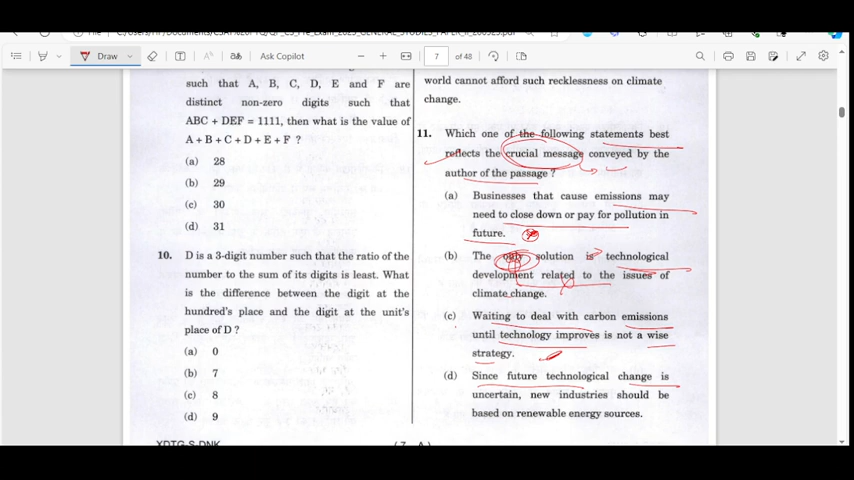 Draw
Ask Copilot
7
of 48
such that A, B, C, D, E and F are
distinct non-zero digits such that
ABC + DEF = 1111, then what is the value of
A + B + C + D + E + F ?
(a) 28
(b) 29
(c) 30
(d) 31
10. D is a 3-digit number such that the ratio of the
number to the sum of its digits is least. What
is the difference between the digit at the
hundred's place and the digit at the unit's
place of D ?
(a) 0
(b) 7
(c) 8
(d) 9
world cannot afford such recklessness on climate
change.
11. Which one of the following statements best
reflects the crucial message conveyed by the
author of the passage ?
(a) Businesses that cause emissions may
need to close down or pay for pollution in
future.
(b) The only solution is technological
development related to the issues of
climate change.
(c) Waiting to deal with carbon emissions
until technology improves is not a wise
strategy.
(d) Since future technological change is
uncertain, new industries should be
based on renewable energy sources.
XDTG-S-DNK
( 7 – A )